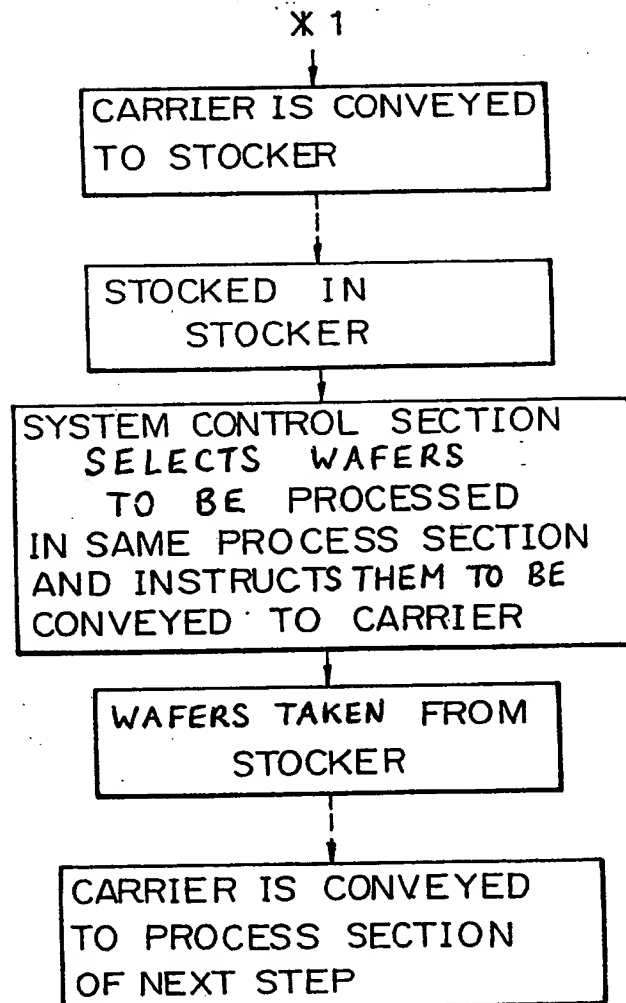 ※ 1
CARRIER IS CONVEYED
TO STOCKER
STOCKED IN
STOCKER
SYSTEM CONTROL SECTION
SELECTS WAFERS
TO BE PROCESSED
IN SAME PROCESS SECTION
AND INSTRUCTS THEM TO BE
CONVEYED TO CARRIER
WAFERS TAKEN FROM
STOCKER
CARRIER IS CONVEYED
TO PROCESS SECTION
OF NEXT STEP